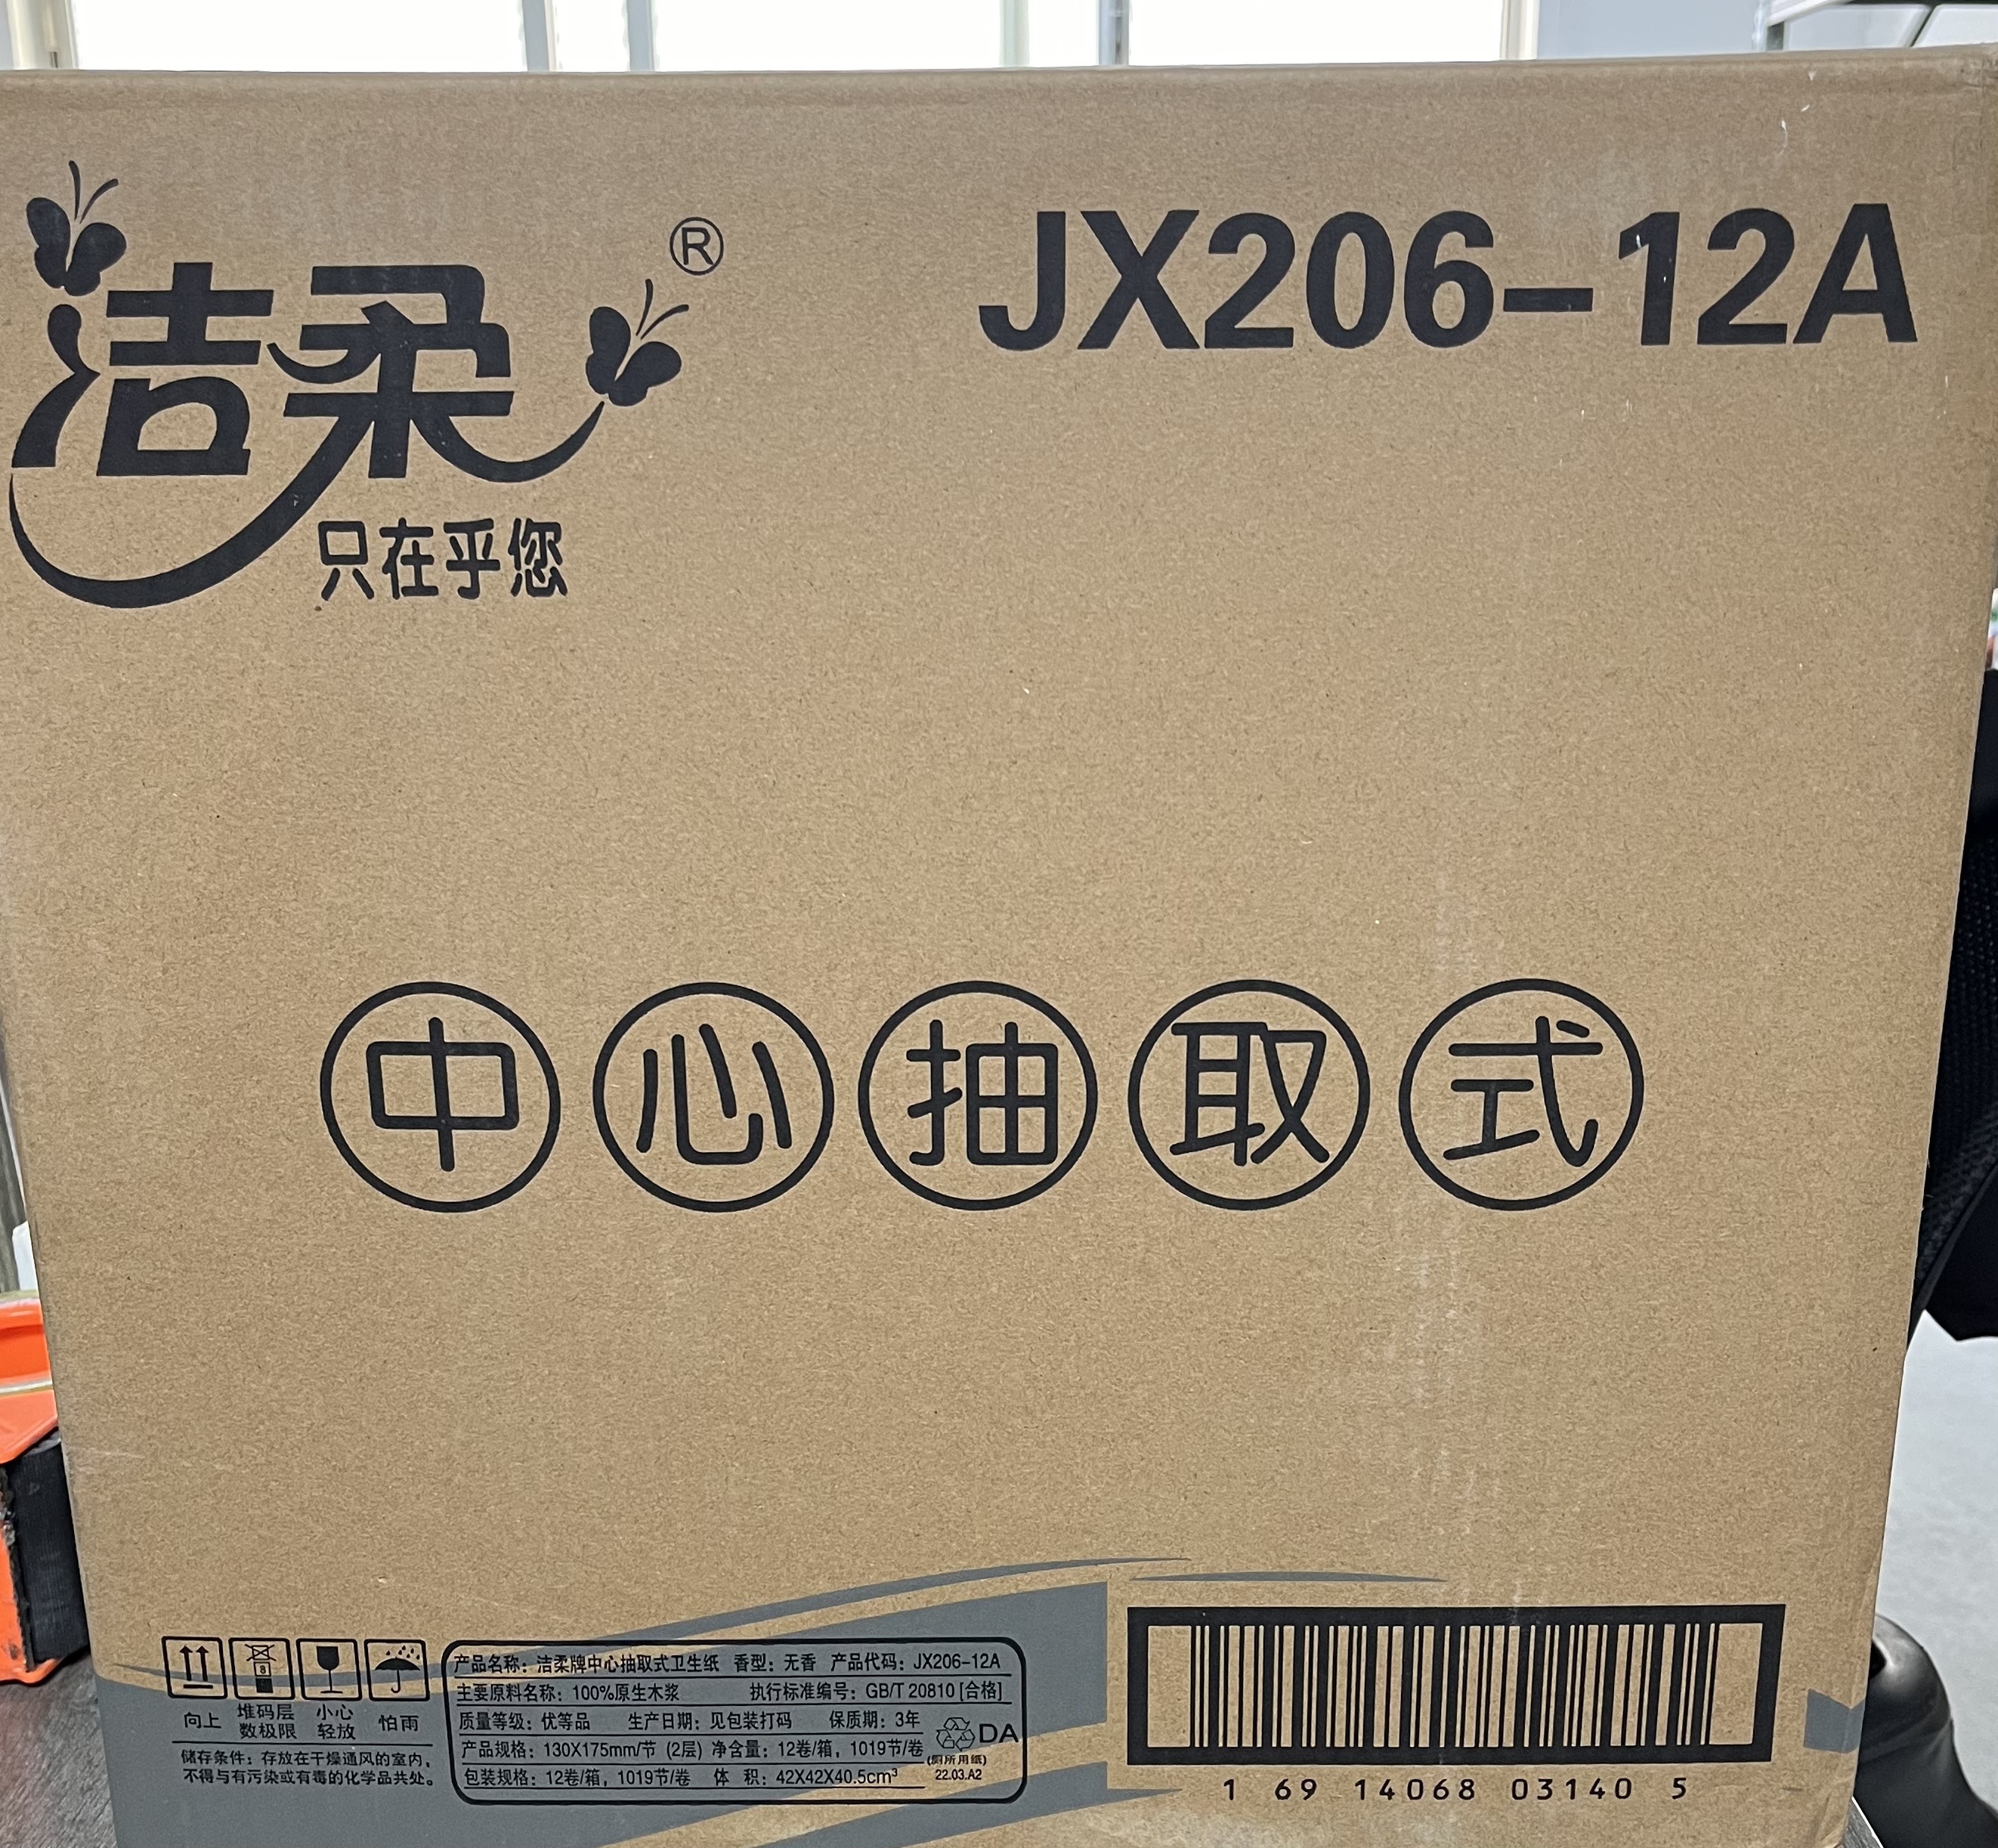 洁柔®
JX206-12A
只在乎您
中心抽取式
8
向上
堆码层
数极限
小心
轻放
怕雨
储存条件：存放在干燥通风的室内，
不得与有污染或有毒的化学品共处。
产品名称：洁柔牌中心抽取式卫生纸 香型：无香 产品代码：JX206-12A
主要原料名称：100%原生木浆 执行标准编号：GB/T 20810 [合格]
质量等级：优等品 生产日期：见包装打码 保质期：3年
产品规格：130X175mm/节 (2层) 净含量：12卷/箱，1019节/卷
包装规格：12卷/箱，1019节/卷 体 积：42X42X40.5cm³
DA
(厕所用纸)
22.03.A2
1 69 14068 03140 5